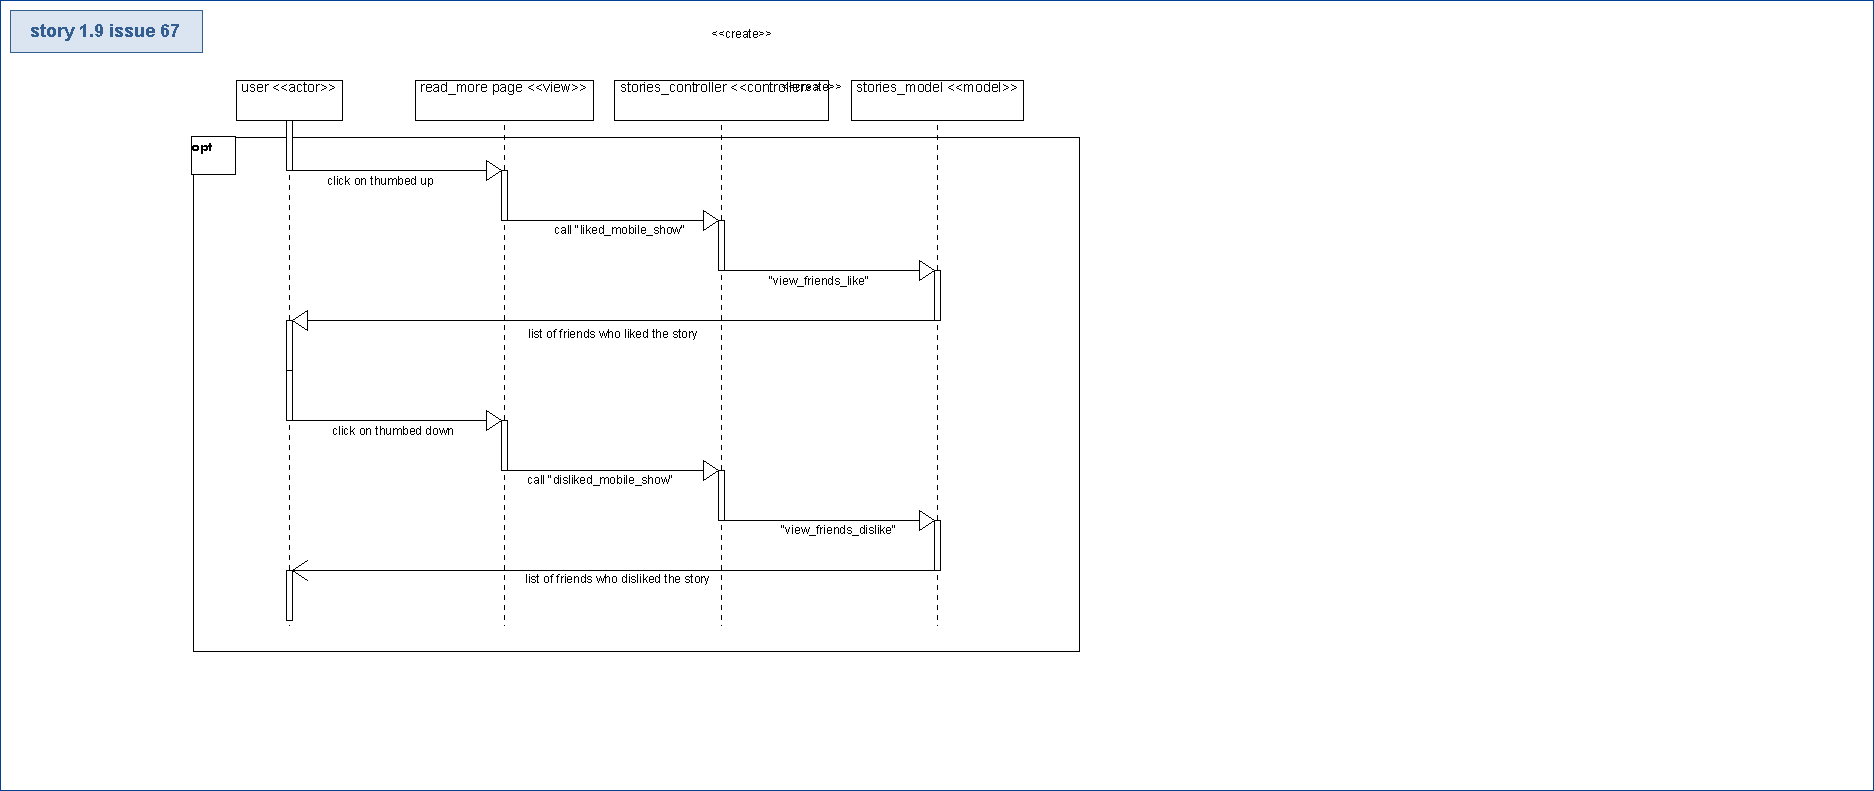 story 1.9 issue 67
<<create>>
user <<actor>>
read_more page <<view>>
stories_controller <<controller>>
<<create>>
stories_model <<model>>
opt
click on thumbed up
call "liked_mobile_show"
"view_friends_like"
list of friends who liked the story
click on thumbed down
call "disliked_mobile_show"
"view_friends_dislike"
list of friends who disliked the story